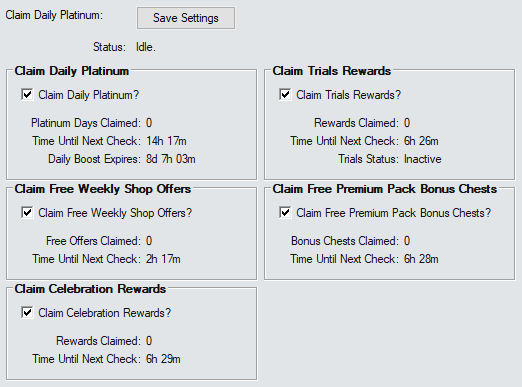 Claim Daily Platinum: Save Settings
Status: Idle.
Claim Daily Platinum
Claim Daily Platinum?
Platinum Days Claimed: 0
Time Until Next Check: 14h 17m
Daily Boost Expires: 8d 7h 03m
Claim Trials Rewards
Claim Trials Rewards?
Rewards Claimed: 0
Time Until Next Check: 6h 26m
Trials Status: Inactive
Claim Free Weekly Shop Offers
Claim Free Weekly Shop Offers?
Free Offers Claimed: 0
Time Until Next Check: 2h 17m
Claim Free Premium Pack Bonus Chests
Claim Free Premium Pack Bonus Chests?
Bonus Chests Claimed: 0
Time Until Next Check: 6h 28m
Claim Celebration Rewards
Claim Celebration Rewards?
Rewards Claimed: 0
Time Until Next Check: 6h 29m